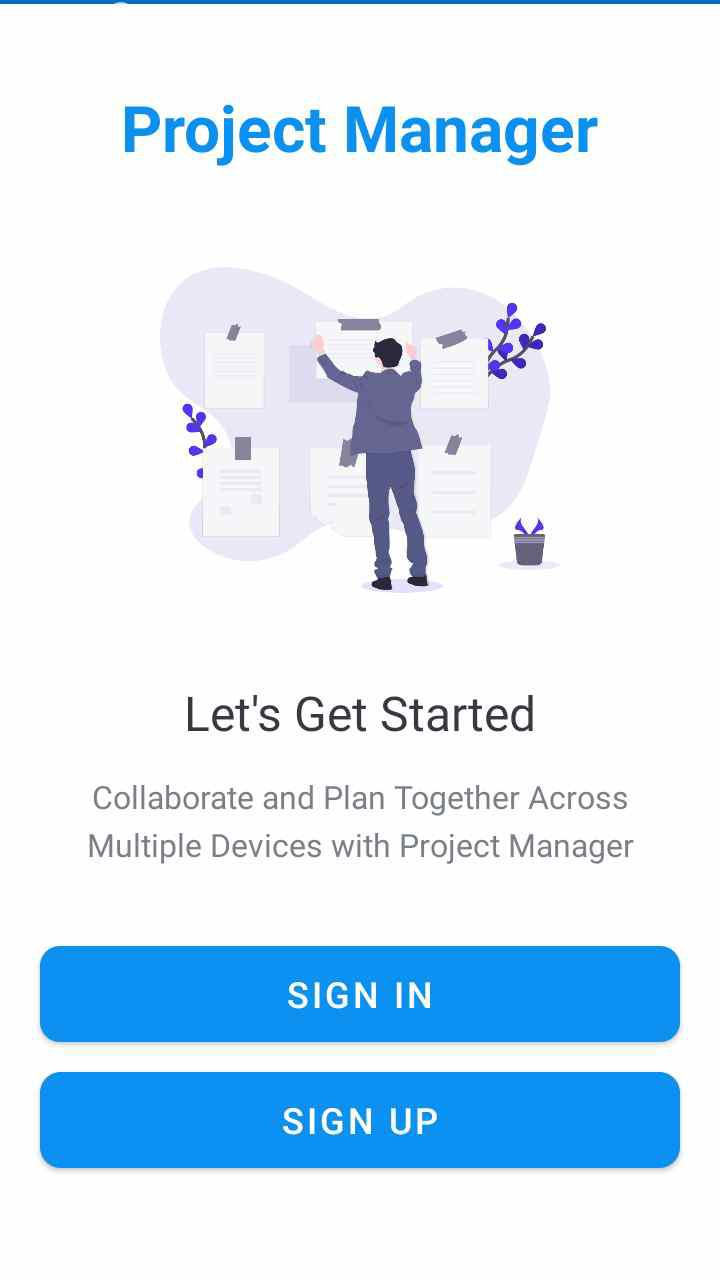 Project Manager
Let's Get Started
Collaborate and Plan Together Across
Multiple Devices with Project Manager
SIGN IN
SIGN UP